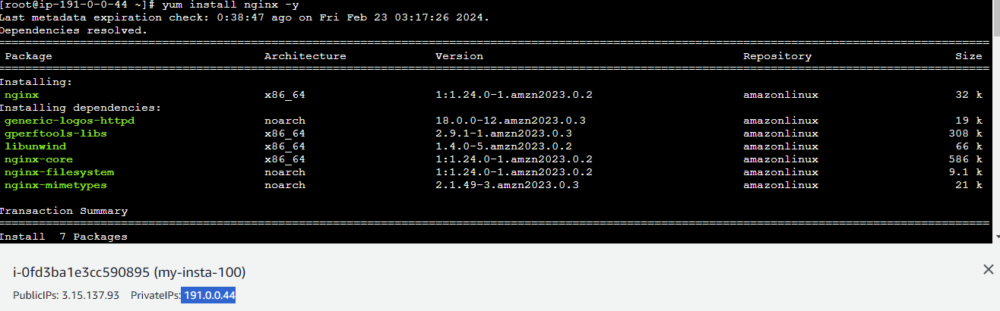 [root@ip-191-0-0-44 ~]# yum install nginx -y
Last metadata expiration check: 0:38:47 ago on Fri Feb 23 03:17:26 2024.
Dependencies resolved.
================================================================================
Package Architecture Version Repository Size
================================================================================
Installing:
nginx x86_64 1:1.24.0-1.amzn2023.0.2 amazonlinux 32 k
Installing dependencies:
generic-logos-httpd noarch 18.0.0-12.amzn2023.0.3 amazonlinux 19 k
gperftools-libs x86_64 2.9.1-1.amzn2023.0.3 amazonlinux 308 k
libunwind x86_64 1.4.0-5.amzn2023.0.2 amazonlinux 66 k
nginx-core x86_64 1:1.24.0-1.amzn2023.0.2 amazonlinux 586 k
nginx-filesystem noarch 1:1.24.0-1.amzn2023.0.2 amazonlinux 9.1 k
nginx-mimetypes noarch 2.1.49-3.amzn2023.0.3 amazonlinux 21 k
Transaction Summary
================================================================================
Install 7 Packages
i-0fd3ba1e3cc590895 (my-insta-100)
PublicIPs: 3.15.137.93 PrivateIPs: 191.0.0.44